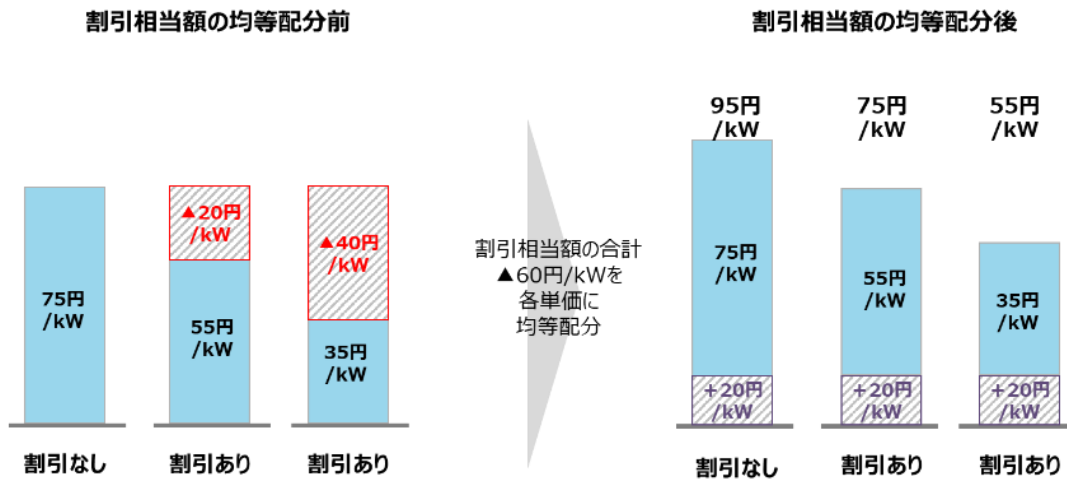 割引相当額の均等配分前
▲20円
/kW
▲40円
/kW
75円
/kW
55円
/kW
35円
/kW
割引なし
割引あり
割引あり
割引相当額の合計
▲60円/kWを
各単価に
均等配分
割引相当額の均等配分後
95円
/kW
75円
/kW
55円
/kW
75円
/kW
55円
/kW
35円
/kW
+20円
/kW
+20円
/kW
+20円
/kW
割引なし
割引あり
割引あり